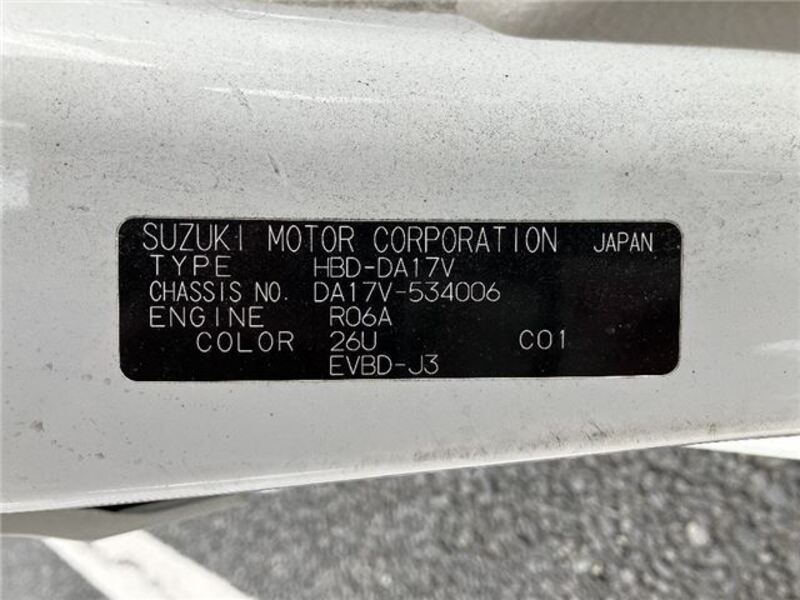 SUZUKI MOTOR CORPORATION JAPAN
TYPE HBD-DA17V
CHASSIS NO. DA17V-534006
ENGINE R06A
COLOR 26U C01
EVBD-J3